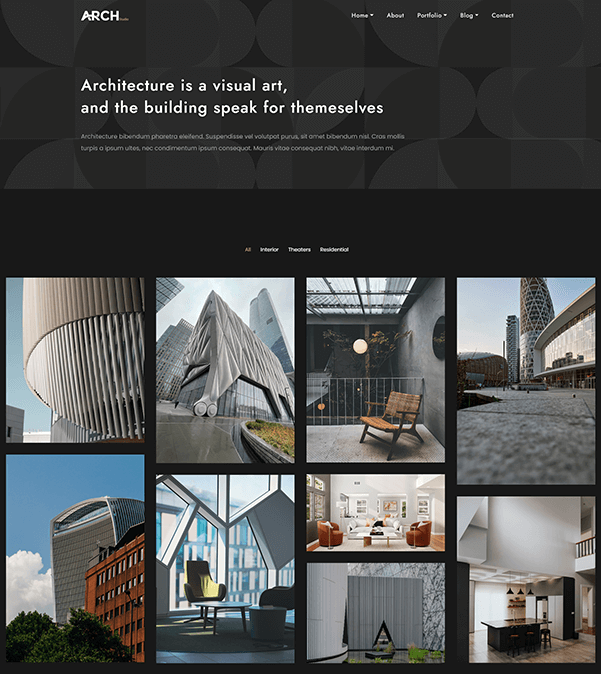 ARCH Studio
Home About Portfolio Blog Contact
Architecture is a visual art,
and the building speak for themeselves
Architecture bibendum pharetra eleifend. Suspendisse vel volutpat purus, sit amet bibendum nisl. Cras mollis
turpis a ipsum ultes, nec condimentum ipsum consequat. Mauris vitae consequat nibh, vitae interdum mi.
All Interior Theaters Residential